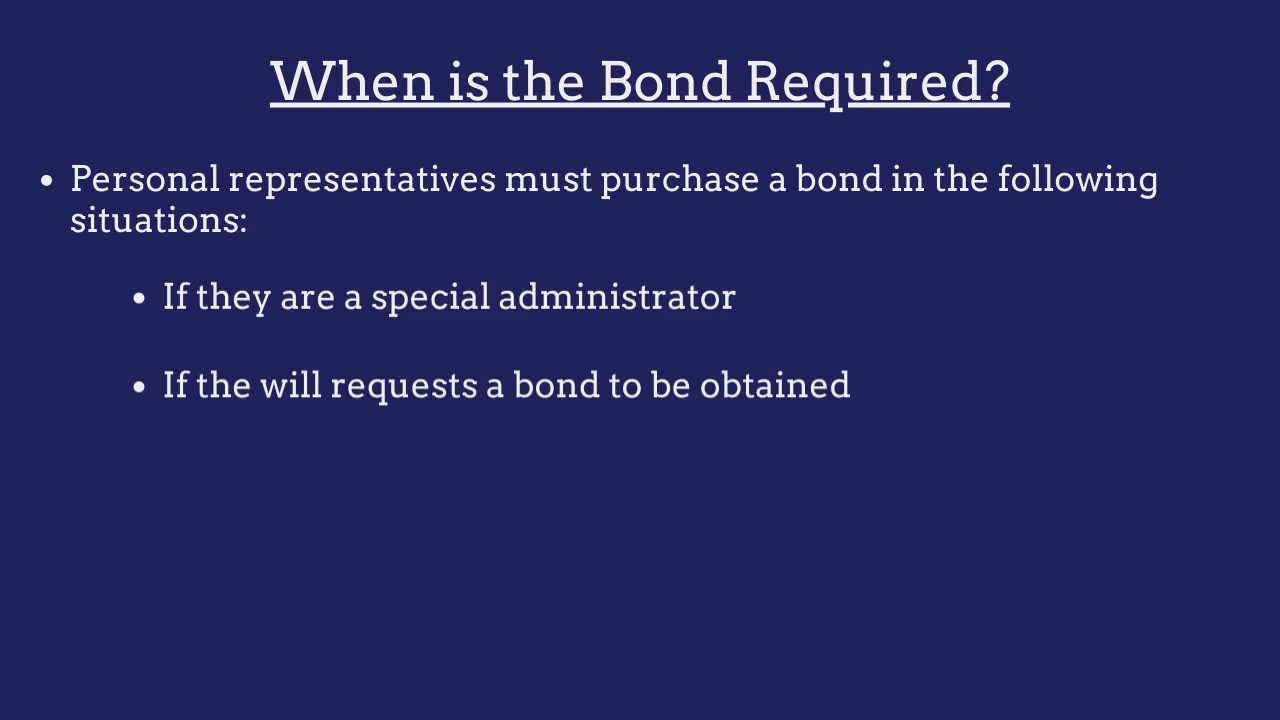 When is the Bond Required?
• Personal representatives must purchase a bond in the following
situations:
• If they are a special administrator
• If the will requests a bond to be obtained